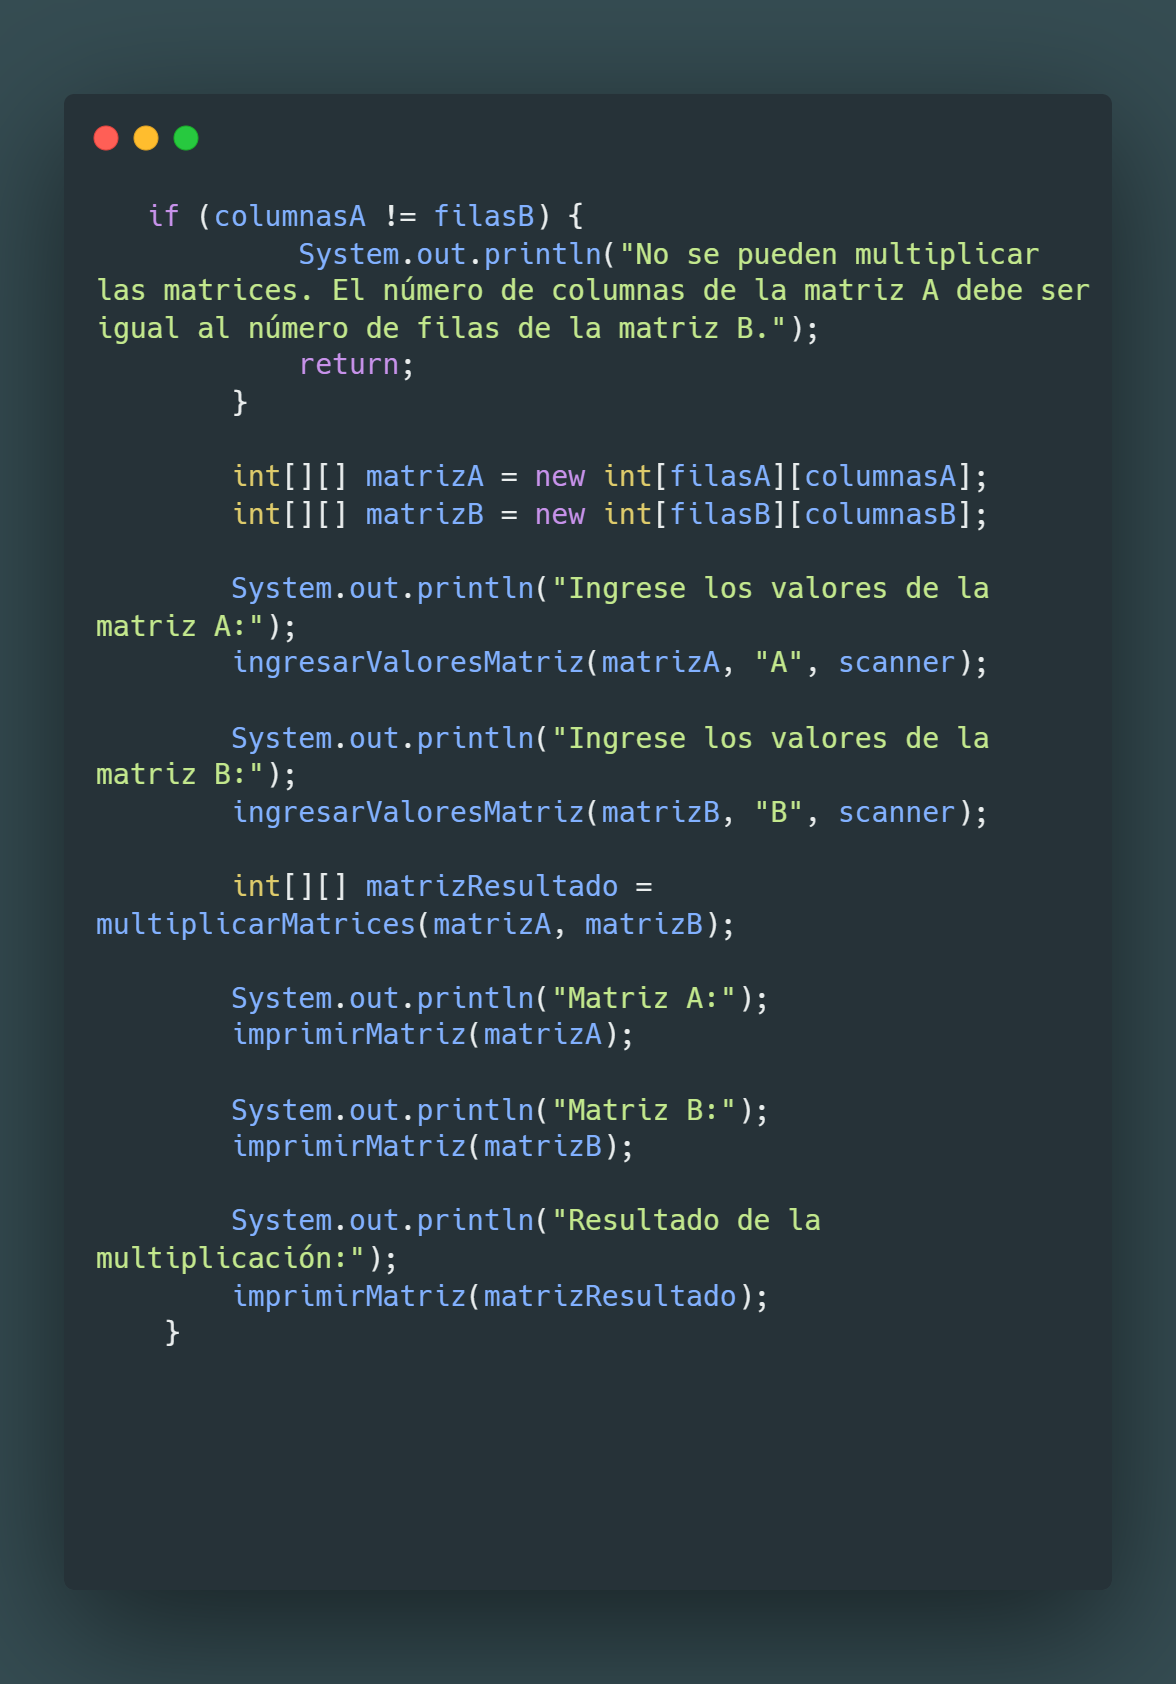 if (columnasA != filasB) {
System.out.println("No se pueden multiplicar
las matrices. El número de columnas de la matriz A debe ser
igual al número de filas de la matriz B.");
return;
}
int[][] matrizA = new int[filasA][columnasA];
int[][] matrizB = new int[filasB][columnasB];
System.out.println("Ingrese los valores de la
matriz A:");
ingresarValoresMatriz(matrizA, "A", scanner);
System.out.println("Ingrese los valores de la
matriz B:");
ingresarValoresMatriz(matrizB, "B", scanner);
int[][] matrizResultado =
multiplicarMatrices(matrizA, matrizB);
System.out.println("Matriz A:");
imprimirMatriz(matrizA);
System.out.println("Matriz B:");
imprimirMatriz(matrizB);
System.out.println("Resultado de la
multiplicación:");
imprimirMatriz(matrizResultado);
}